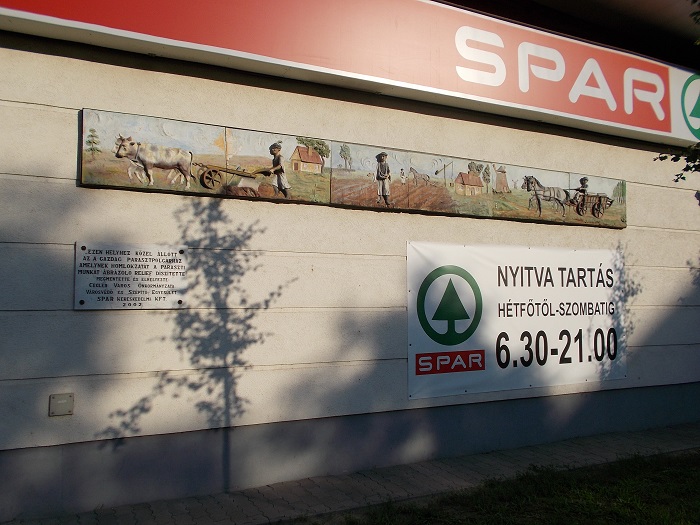 SPAR
EZEN HELYHEZ KÖZEL ÁLLOTT
AZ A GAZDAG PARASZTPOLGÁRHÁZ
AMELYNEK HOMLOKZATÁT A PARASZTI
MUNKÁT ÁBRÁZOLÓ RELIEF DÍSZÍTETTE
MEGMENTETTE ÉS ELHELYEZTE
CEGLÉD VÁROS ÖNKORMÁNYZATA
VÁROSVÉDŐ ÉS SZÉPÍTŐ EGYESÜLET
SPAR KERESKEDELMI KFT.
2002
NYITVA TARTÁS
HÉTFŐTŐL-SZOMBATIG
6.30-21.00
SPAR